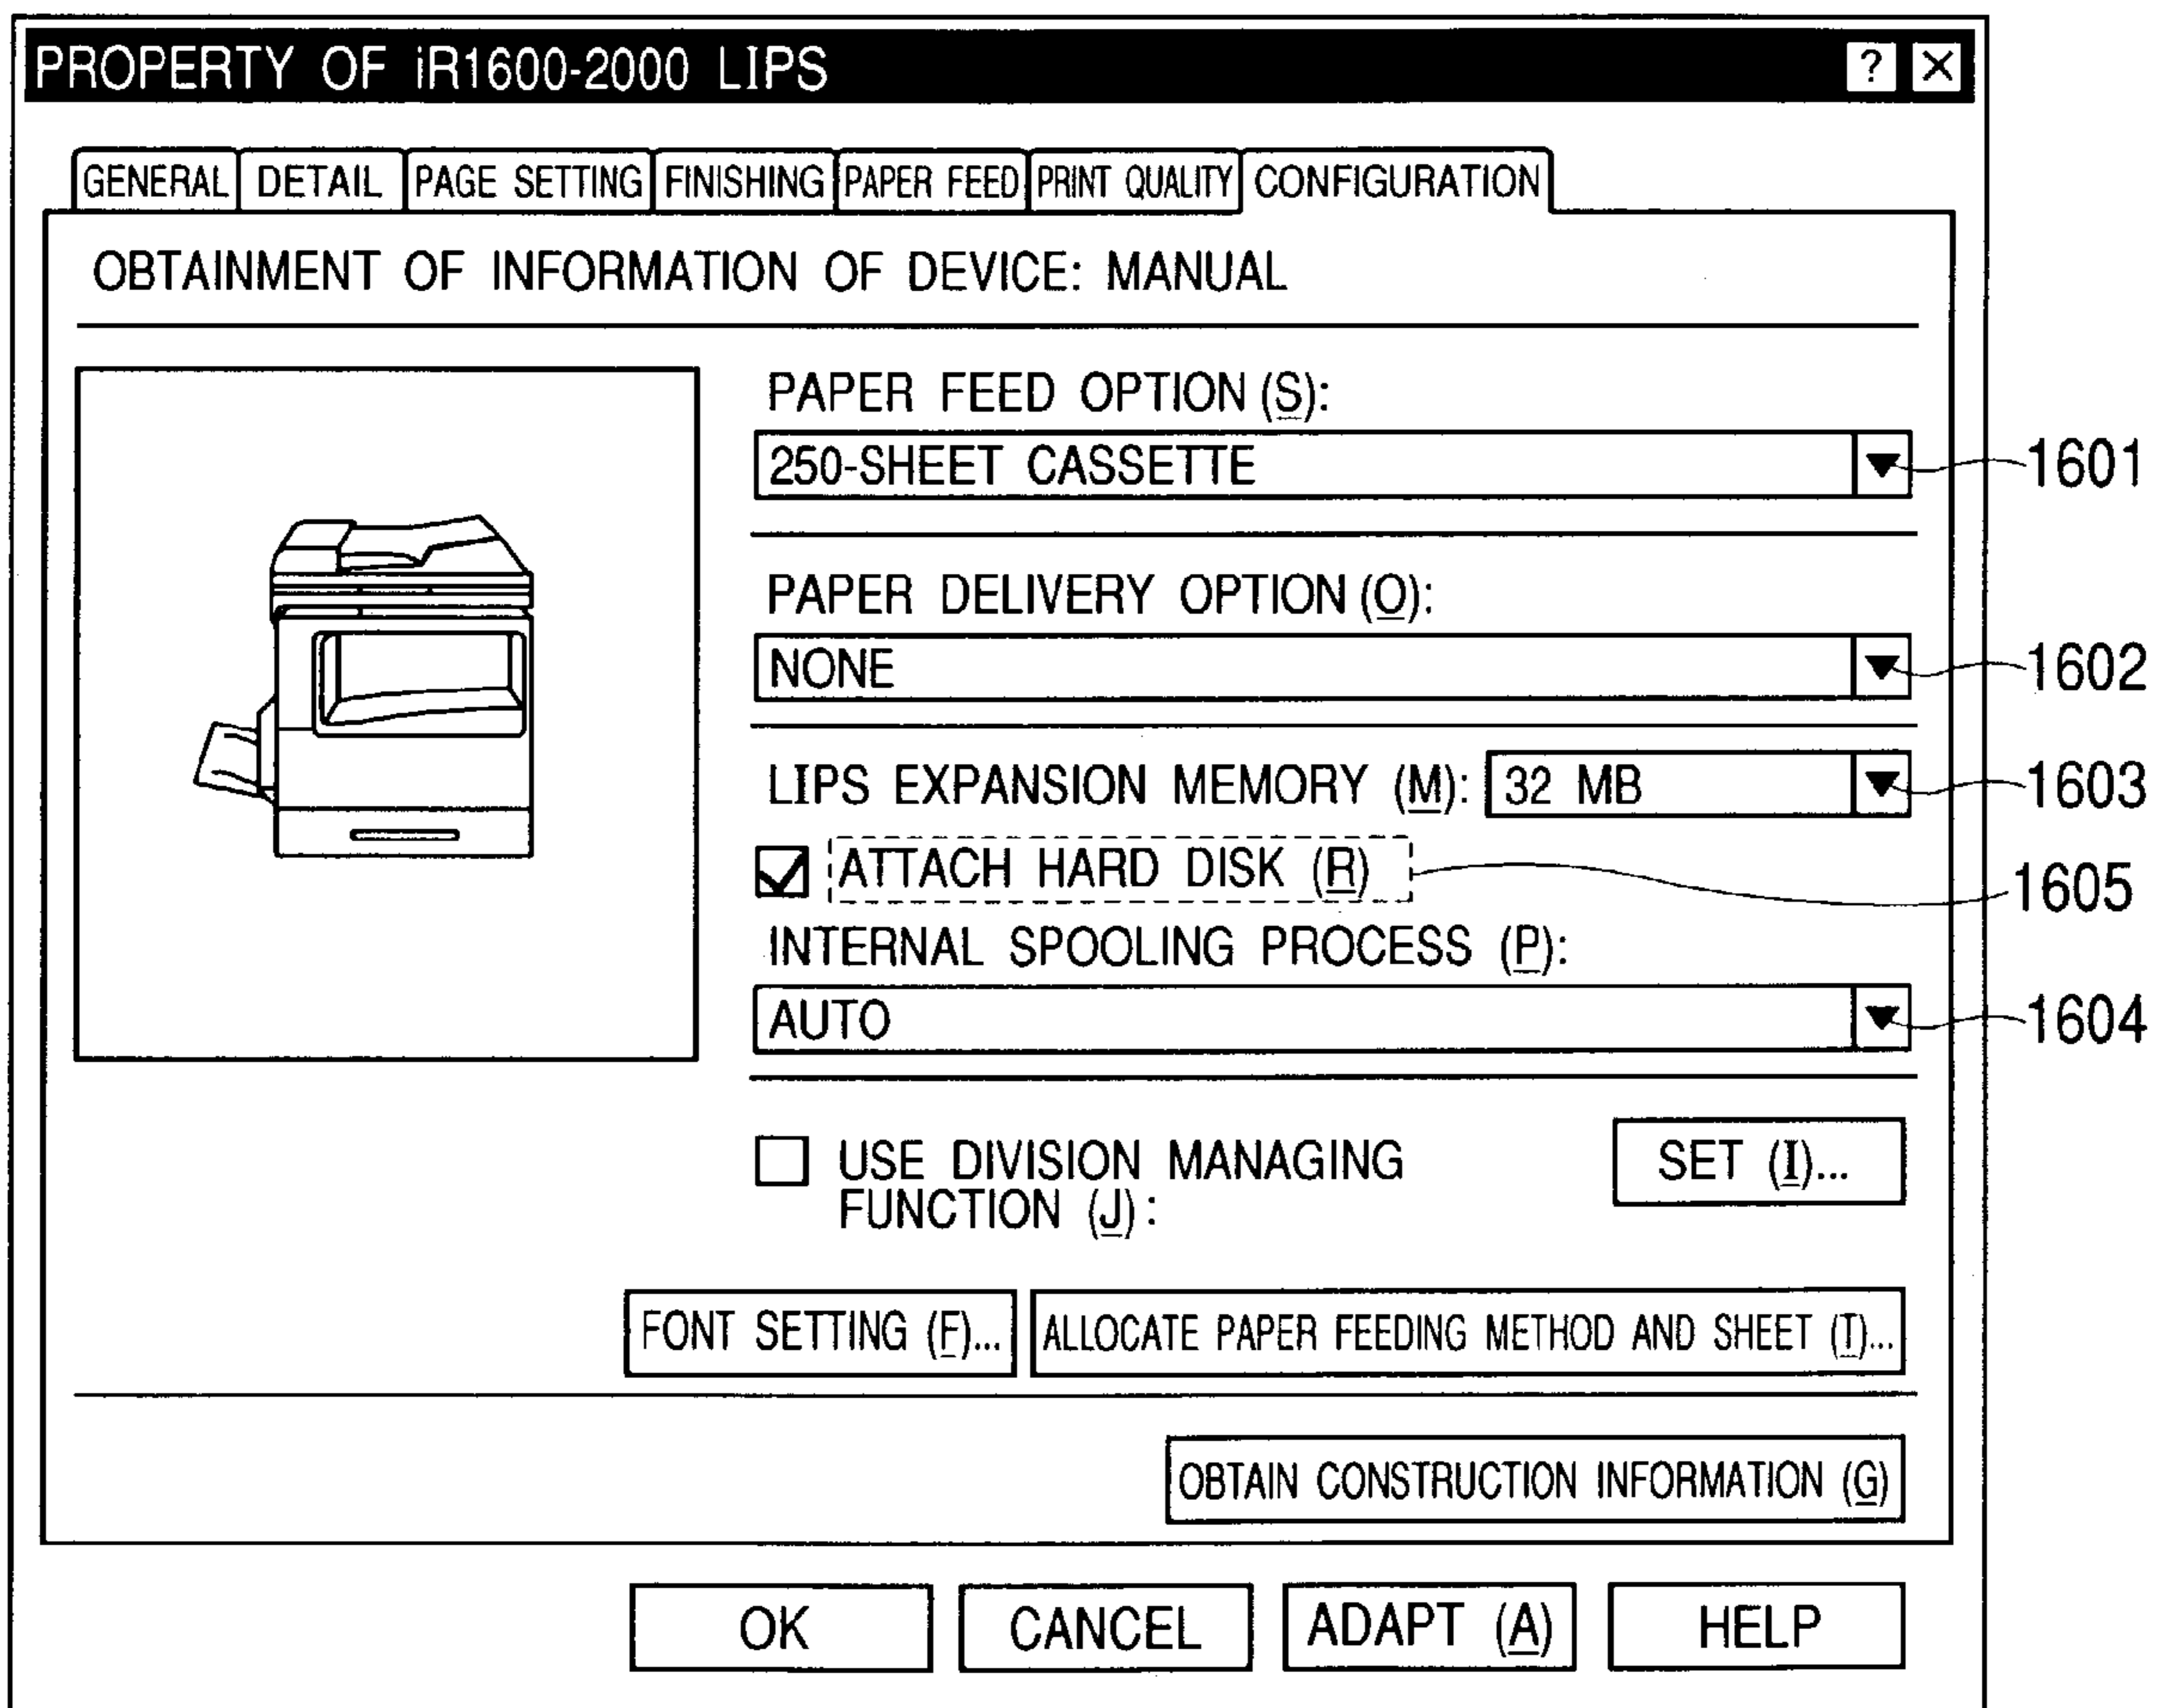 PROPERTY OF iR1600-2000 LIPS ? X
GENERAL DETAIL PAGE SETTING FINISHING PAPER FEED PRINT QUALITY CONFIGURATION
OBTAINMENT OF INFORMATION OF DEVICE: MANUAL
PAPER FEED OPTION (S):
250-SHEET CASSETTE 1601
PAPER DELIVERY OPTION (O):
NONE 1602
LIPS EXPANSION MEMORY (M): 32 MB 1603
ATTACH HARD DISK (R) 1605
INTERNAL SPOOLING PROCESS (P):
AUTO 1604
USE DIVISION MANAGING
FUNCTION (J):
SET (I)...
FONT SETTING (F)... ALLOCATE PAPER FEEDING METHOD AND SHEET (T)...
OBTAIN CONSTRUCTION INFORMATION (G)
OK CANCEL ADAPT (A) HELP